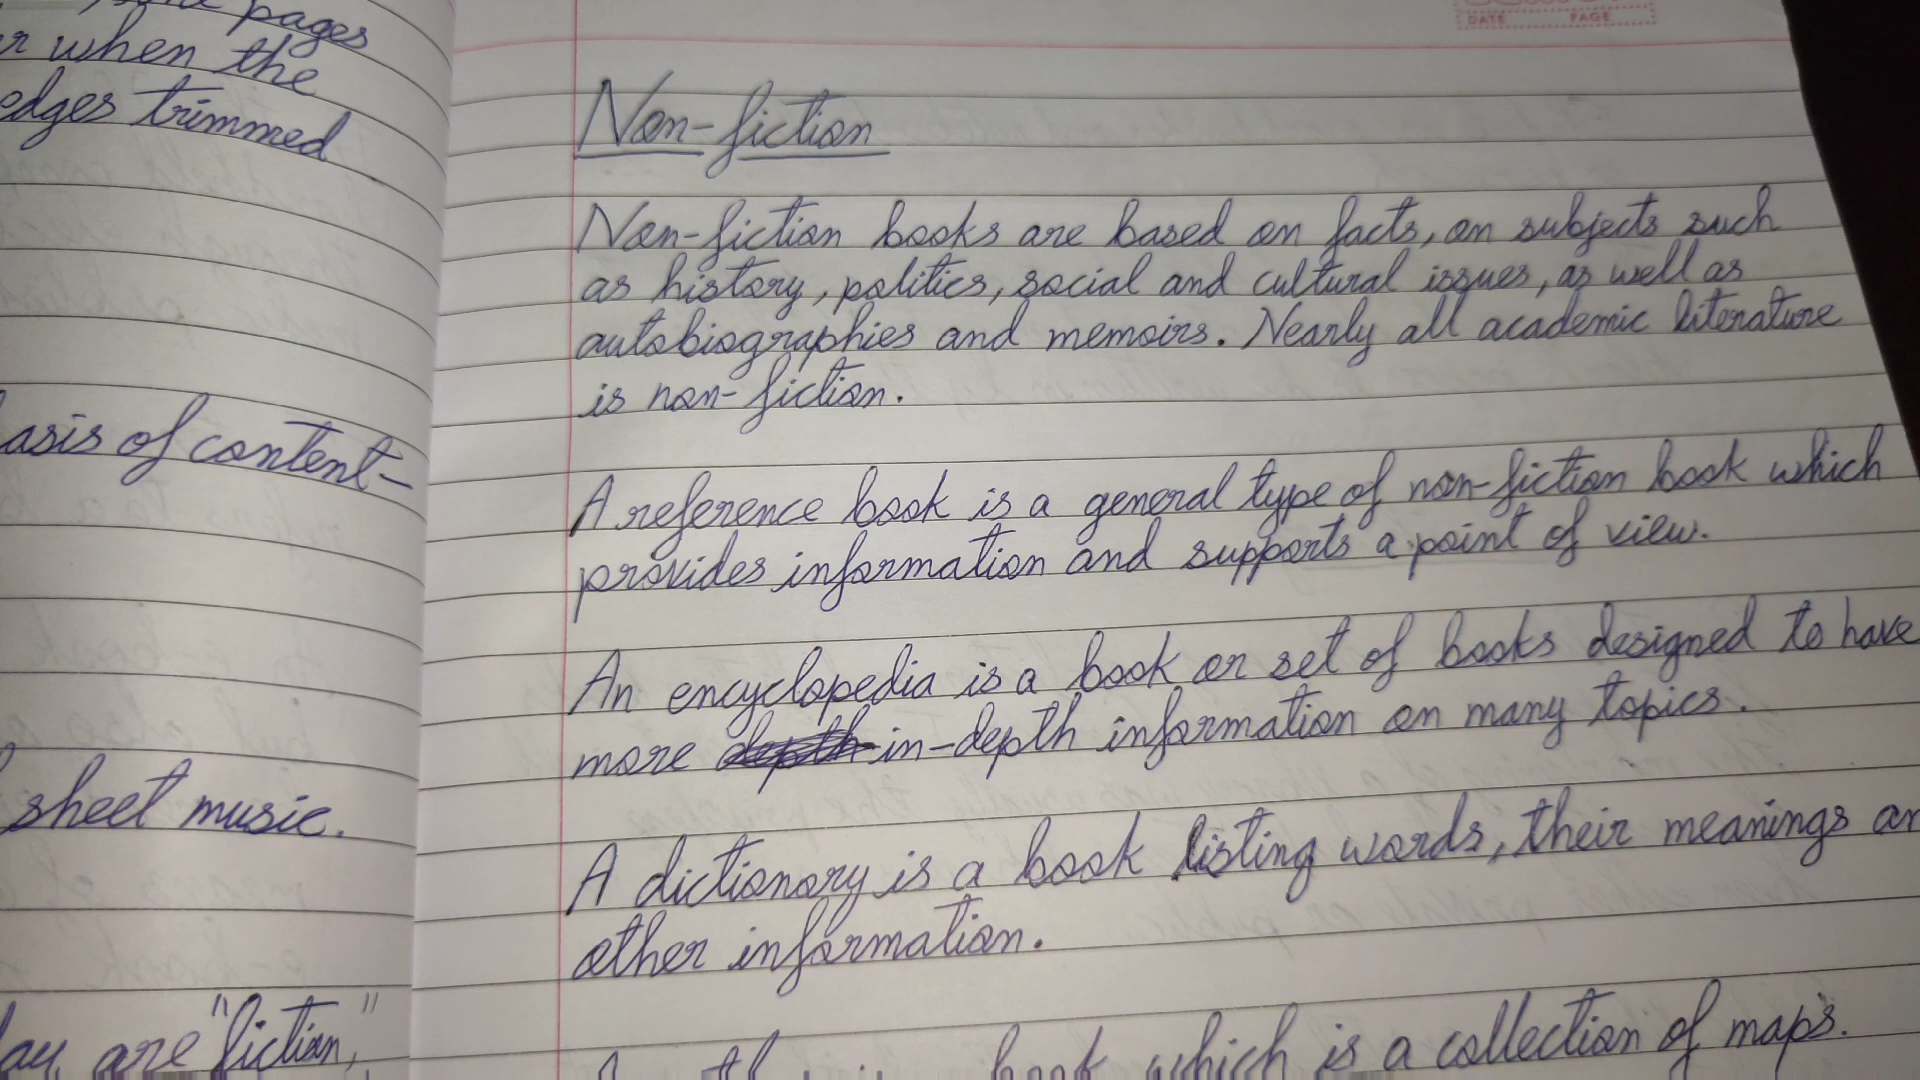 pages
when the
edges trimmed
asis of content-
sheet music.
are "fiction,"
DATE PAGE
Non-fiction
Non-fiction books are based on facts, on subjects such
as history, politics, social and cultural issues, as well as
autobiographies and memoirs. Nearly all academic literature
is non-fiction.
A reference book is a general type of non-fiction book which
provides information and supports a point of view.
An encyclopedia is a book or set of books designed to have
more in-depth information on many topics.
A dictionary is a book listing words, their meanings an
other information.
book which is a collection of maps.